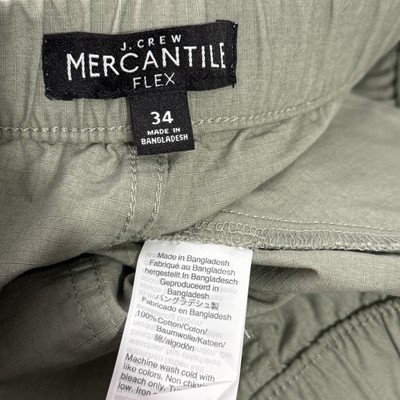 J. CREW
MERCANTILE
FLEX
34
MADE IN
BANGLADESH
Made in Bangladesh
Fabriqué au Bangladesh
hergestellt In Bangladesch
Geproduceerd in
Bangladesh
バングラデシュ製
Fabricado en Bangladesh
100% Cotton/Coton/
Baumwolle/Katoen/
綿/algodón
Machine wash cold with
like colors. Non chlorine
bleach only.
low. Iron